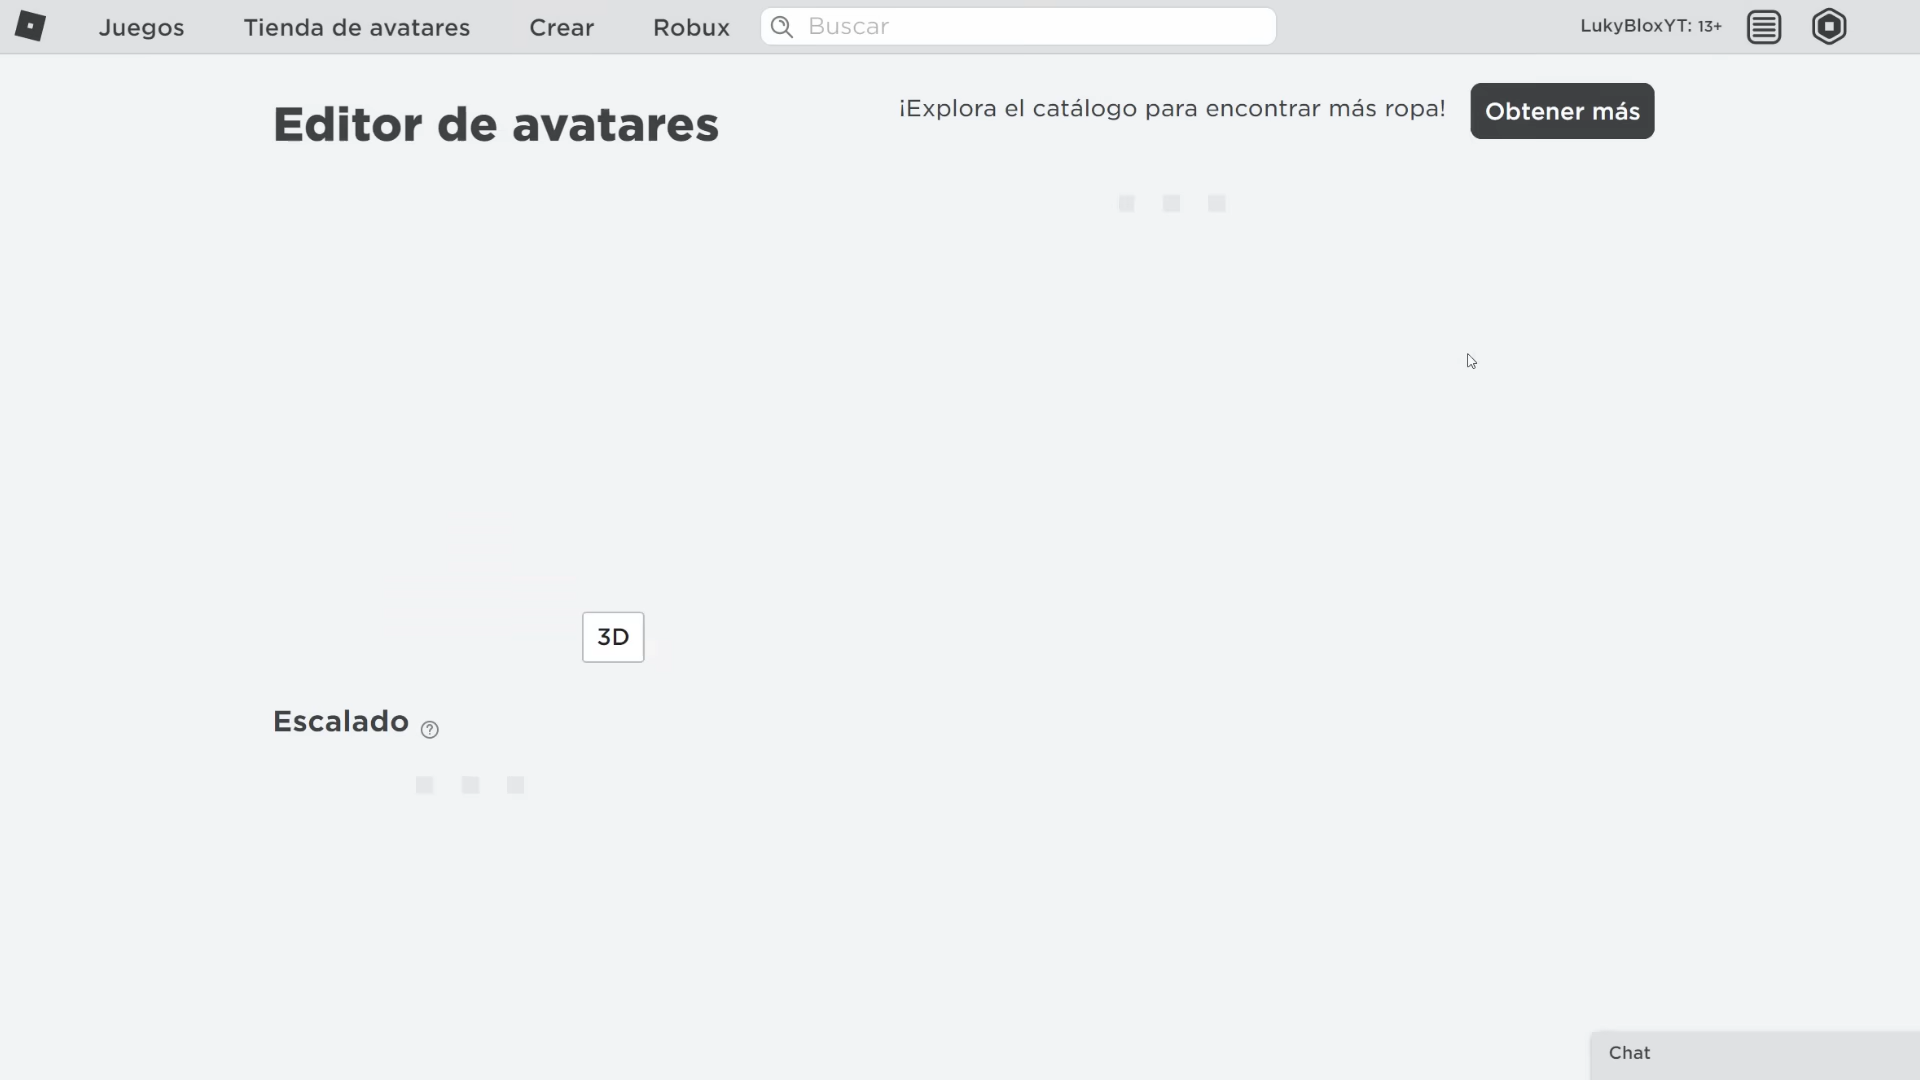 Juegos
Tienda de avatares
Crear
Robux
Buscar
LukyBloxYT: 13+
Editor de avatares
¡Explora el catálogo para encontrar más ropa!
Obtener más
3D
Escalado ?
Chat